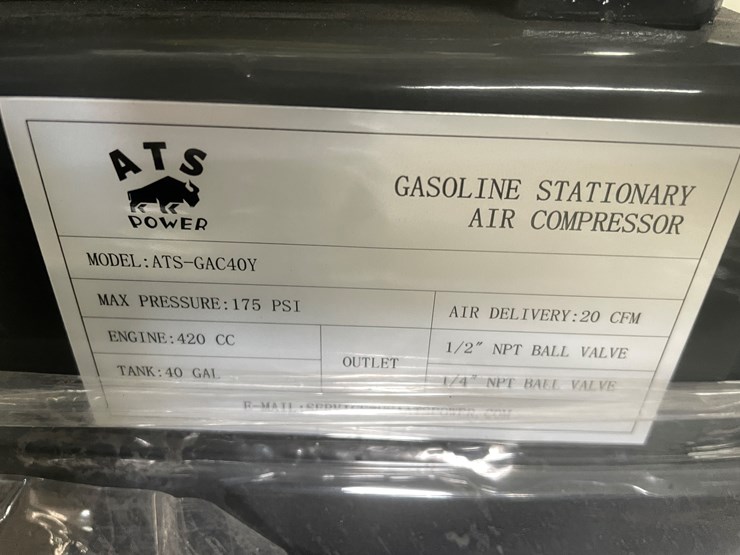 ATS
POWER
GASOLINE STATIONARY
AIR COMPRESSOR
MODEL:ATS-GAC40Y
MAX PRESSURE:175 PSI
AIR DELIVERY:20 CFM
ENGINE:420 CC
TANK:40 GAL
OUTLET
1/2" NPT BALL VALVE
1/4" NPT BALL VALVE
E-MAIL: